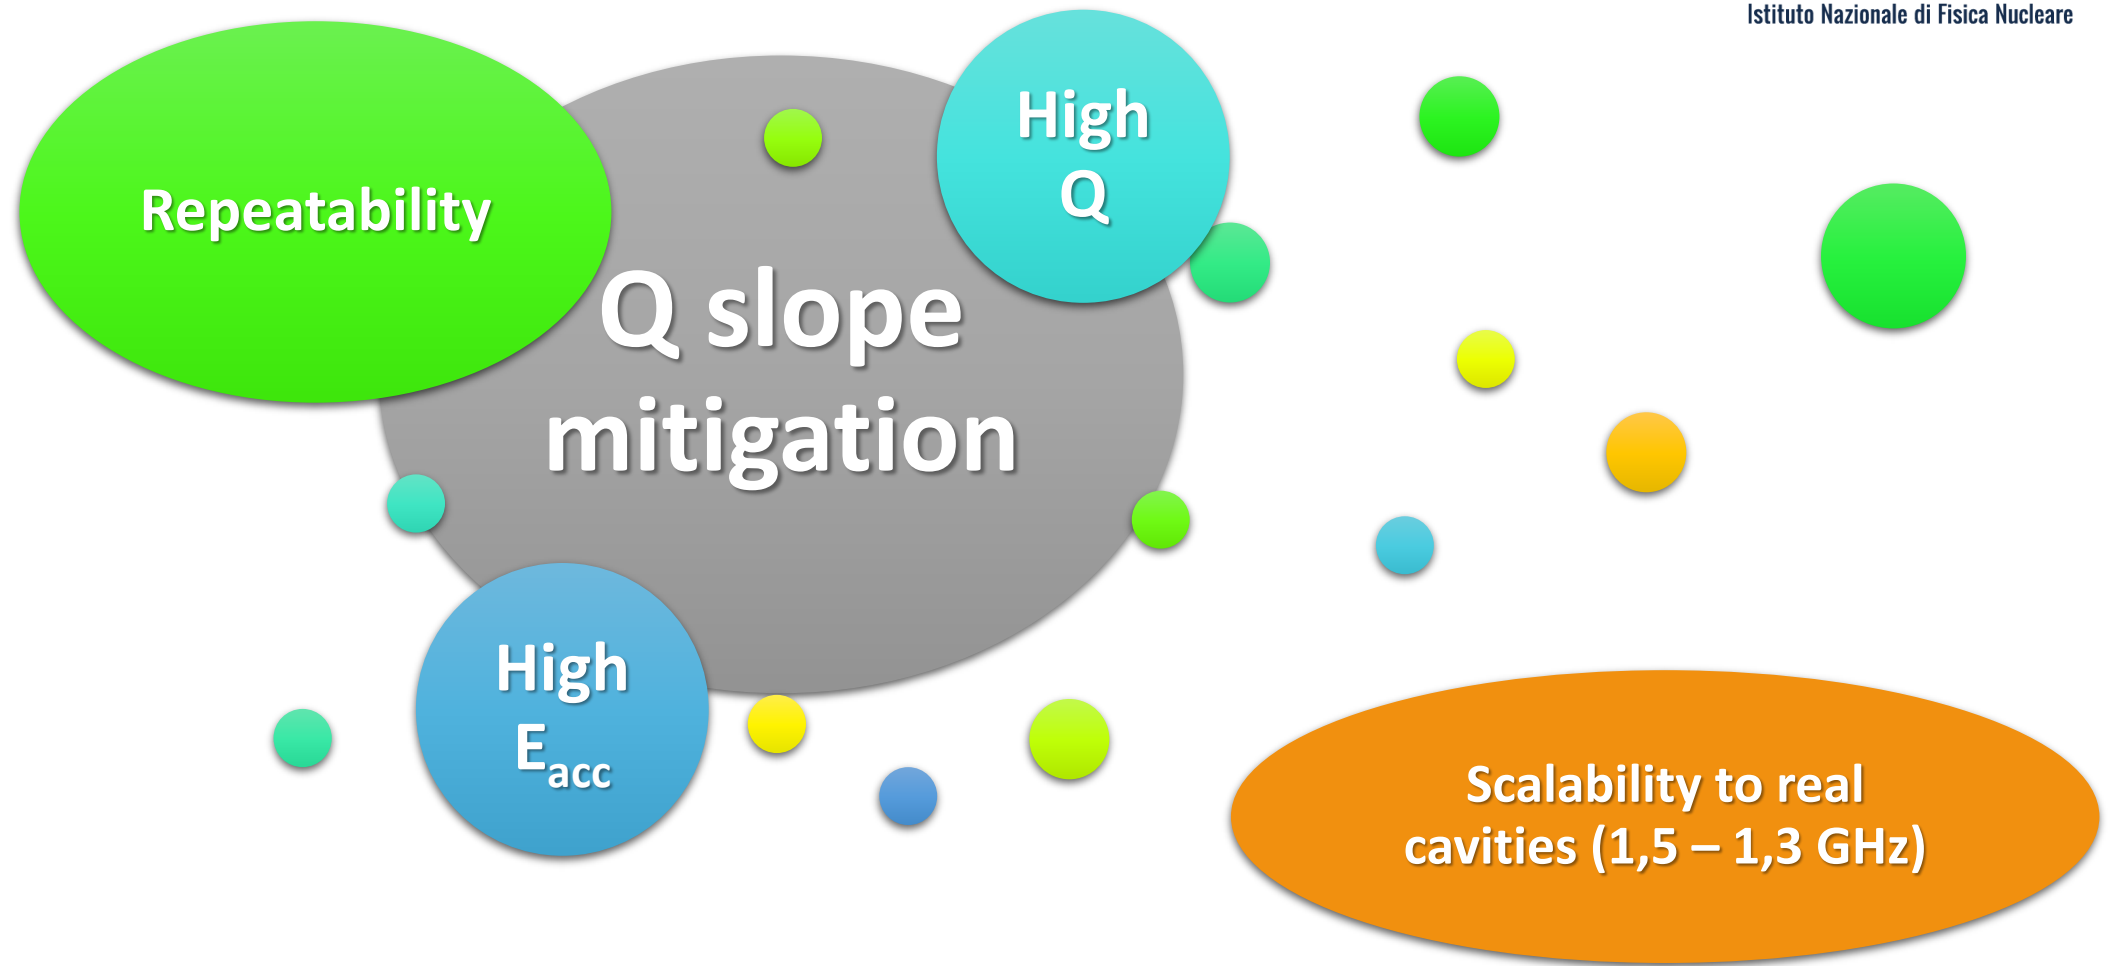 Istituto Nazionale di Fisica Nucleare
Repeatability
High
Q
Q slope
mitigation
High
E_acc
Scalability to real
cavities (1,5 – 1,3 GHz)